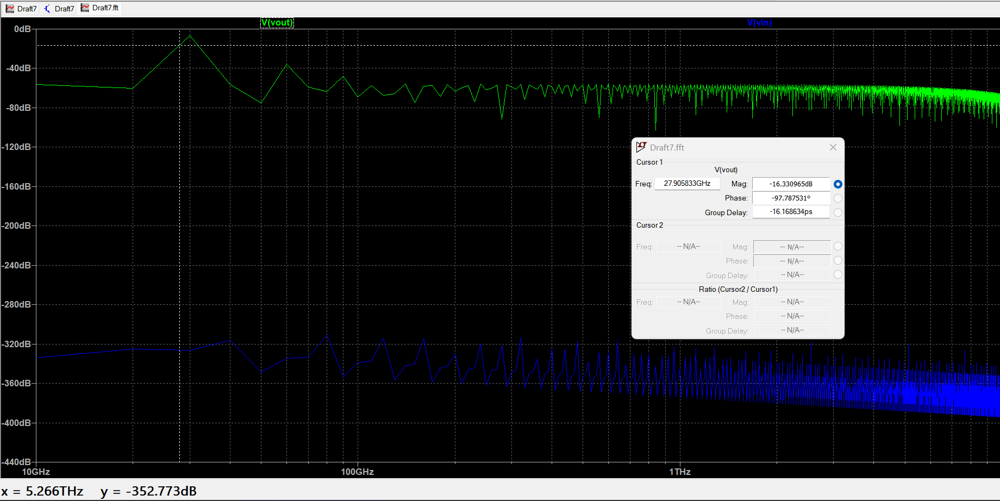 Draft7 Draft7 Draft7.fft
V(vout) V(vin)
0dB
-40dB
-80dB
-120dB
-160dB
-200dB
-240dB
-280dB
-320dB
-360dB
-400dB
-440dB
10GHz 100GHz 1THz
Draft7.fft
Cursor 1
V(vout)
Freq: 27.905833GHz Mag: -16.330965dB
Phase: -97.787531°
Group Delay: -16.168634ps
Cursor 2
Freq: -- N/A-- Mag: -- N/A--
Phase: -- N/A--
Group Delay: -- N/A--
Ratio (Cursor2 / Cursor1)
Freq: -- N/A-- Mag: -- N/A--
Phase: -- N/A--
Group Delay: -- N/A--
x = 5.266THz y = -352.773dB